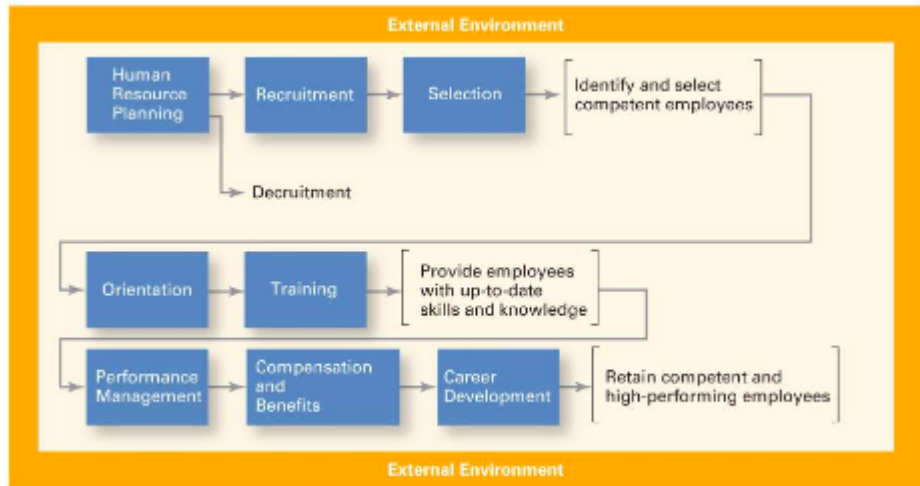 External Environment
Human
Resource
Planning
Recruitment
Selection
Identify and select
competent employees
Decruitment
Orientation
Training
Provide employees
with up-to-date
skills and knowledge
Performance
Management
Compensation
and
Benefits
Career
Development
Retain competent and
high-performing employees
External Environment